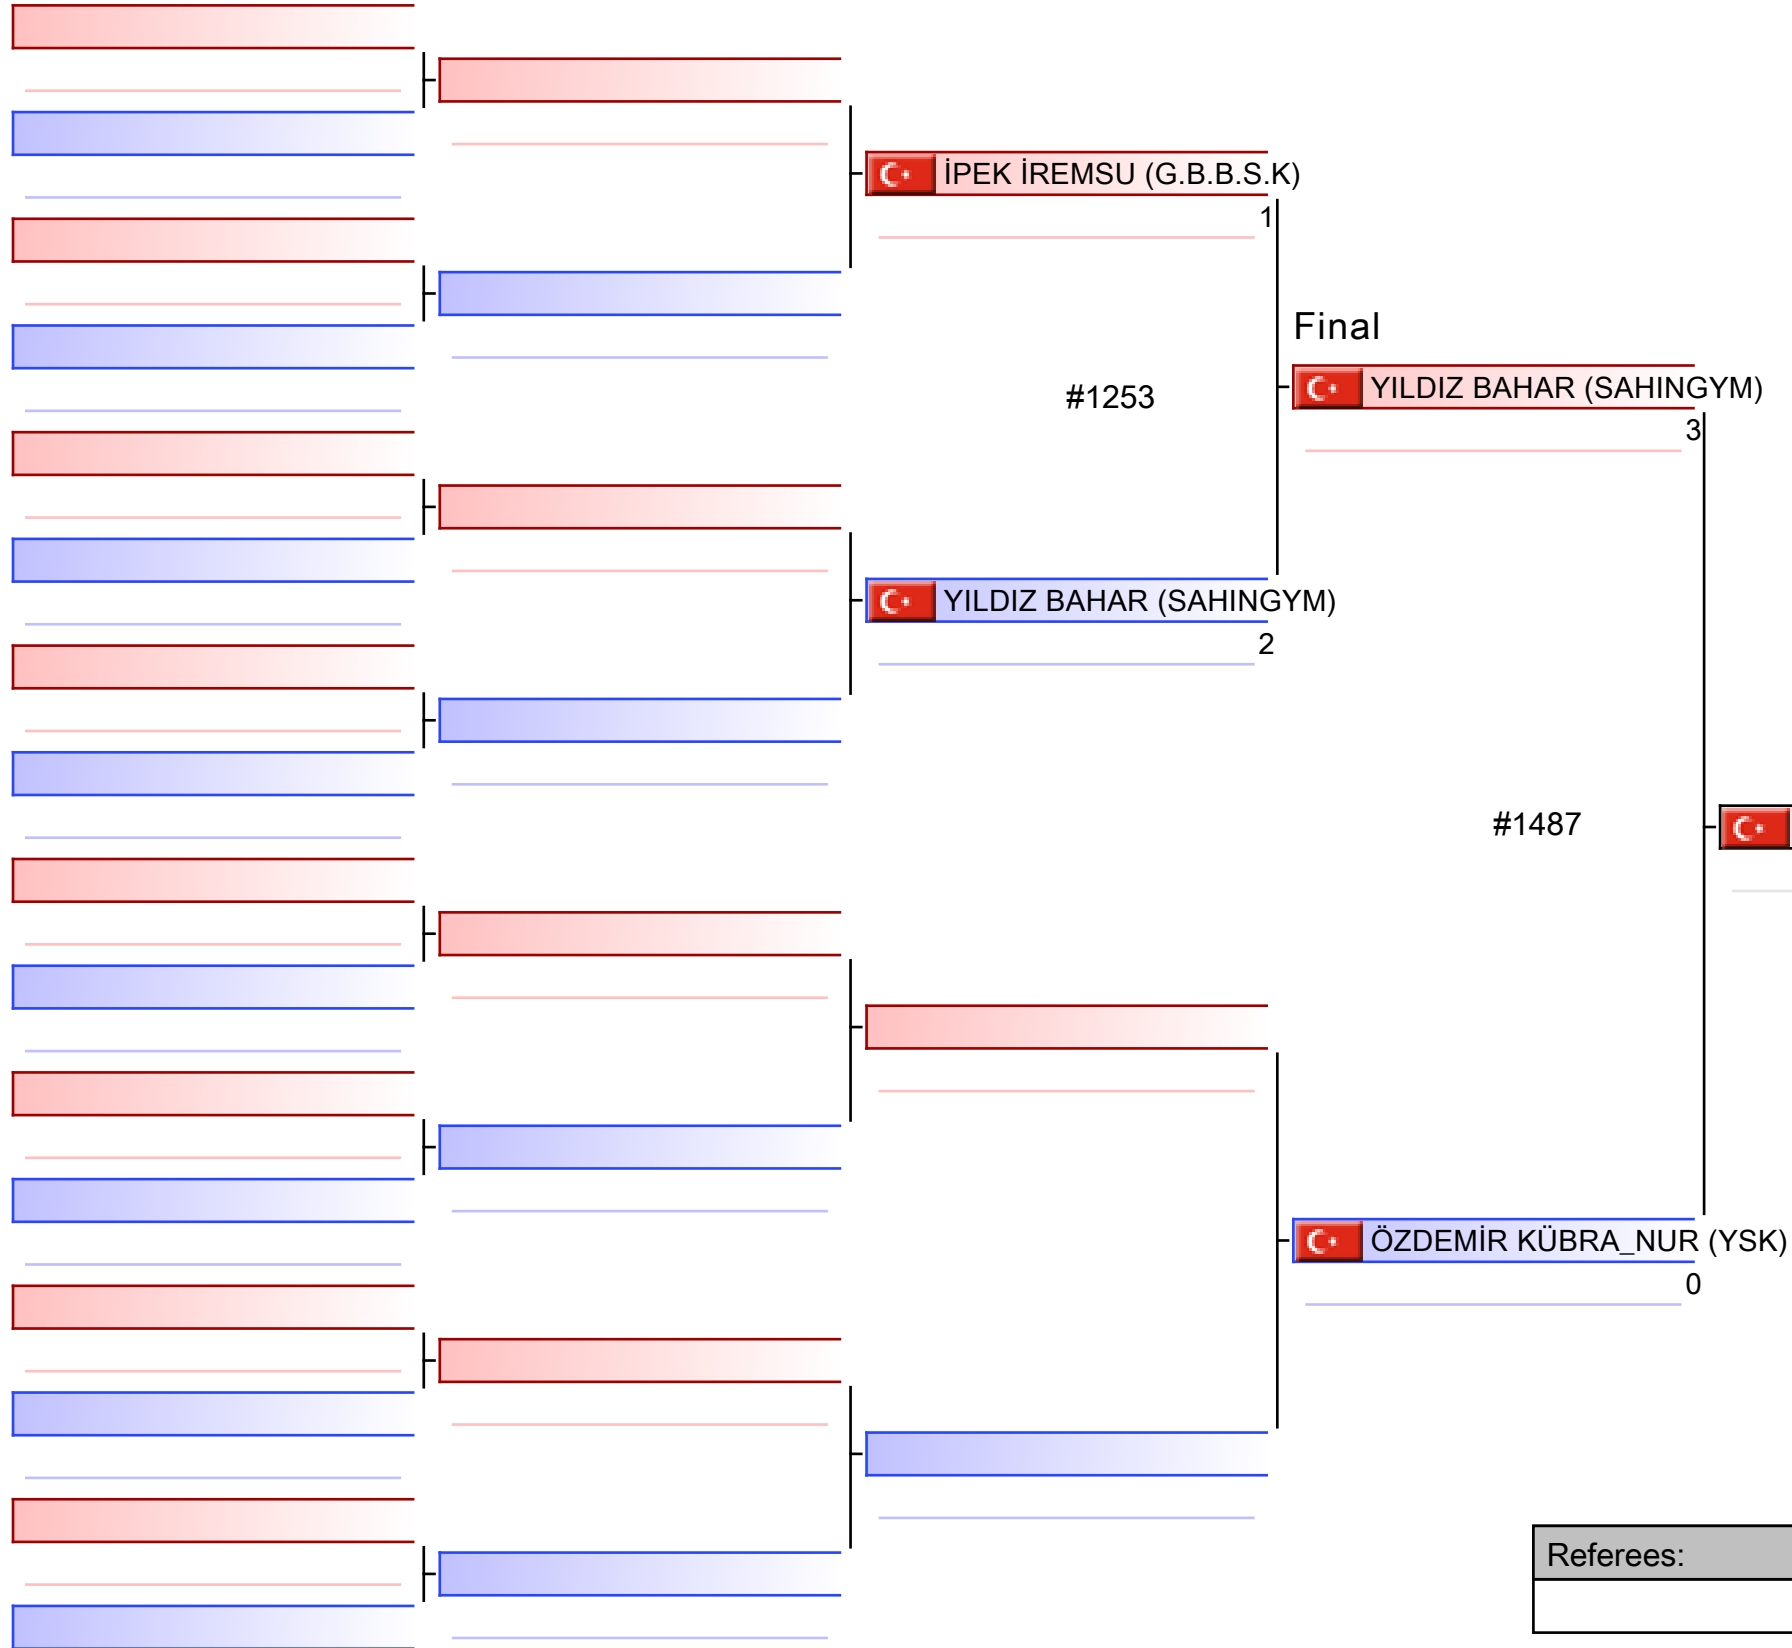 İPEK İREMSU (G.B.B.S.K)
1
Final
#1253
YILDIZ BAHAR (SAHINGYM)
3
YILDIZ BAHAR (SAHINGYM)
2
#1487
ÖZDEMİR KÜBRA_NUR (YSK)
0
Referees: